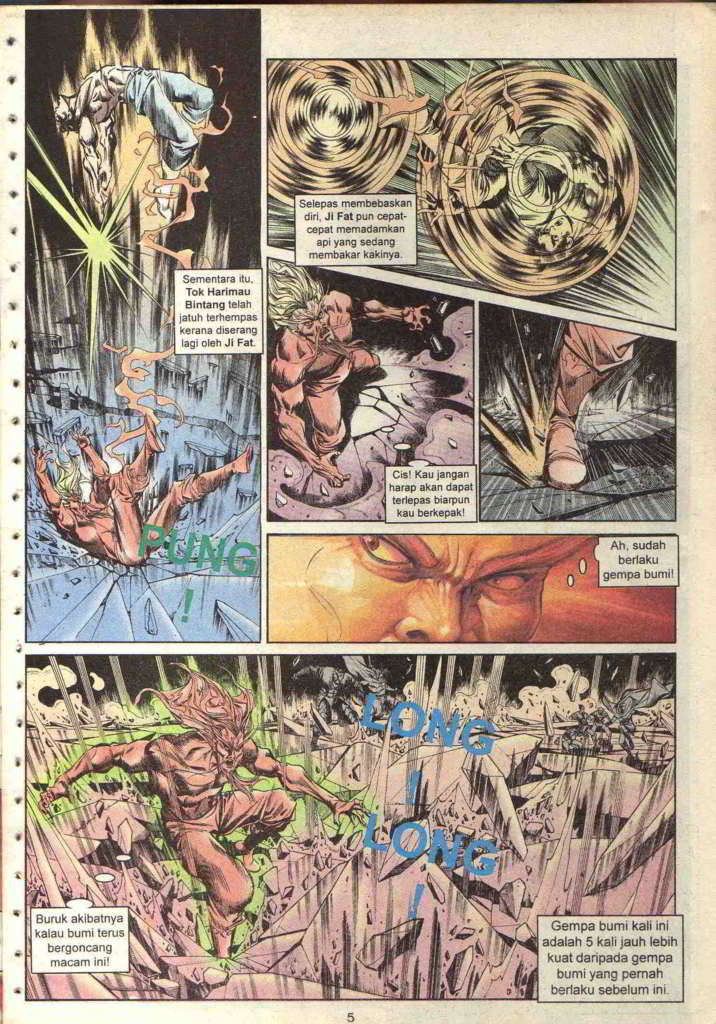 Sementara itu,
Tok Harimau
Bintang telah
jatuh terhempas
kerana diserang
lagi oleh Ji Fat.
PUNG
!
Selepas membebaskan
diri, Ji Fat pun cepat-
cepat memadamkan
api yang sedang
membakar kakinya.
Cis! Kau jangan
harap akan dapat
terlepas biarpun
kau berkepak!
Ah, sudah
berlaku
gempa bumi!
LONG
!
LONG
!
Buruk akibatnya
kalau bumi terus
bergoncang
macam ini!
Gempa bumi kali ini
adalah 5 kali jauh lebih
kuat daripada gempa
bumi yang pernah
berlaku sebelum ini.
5